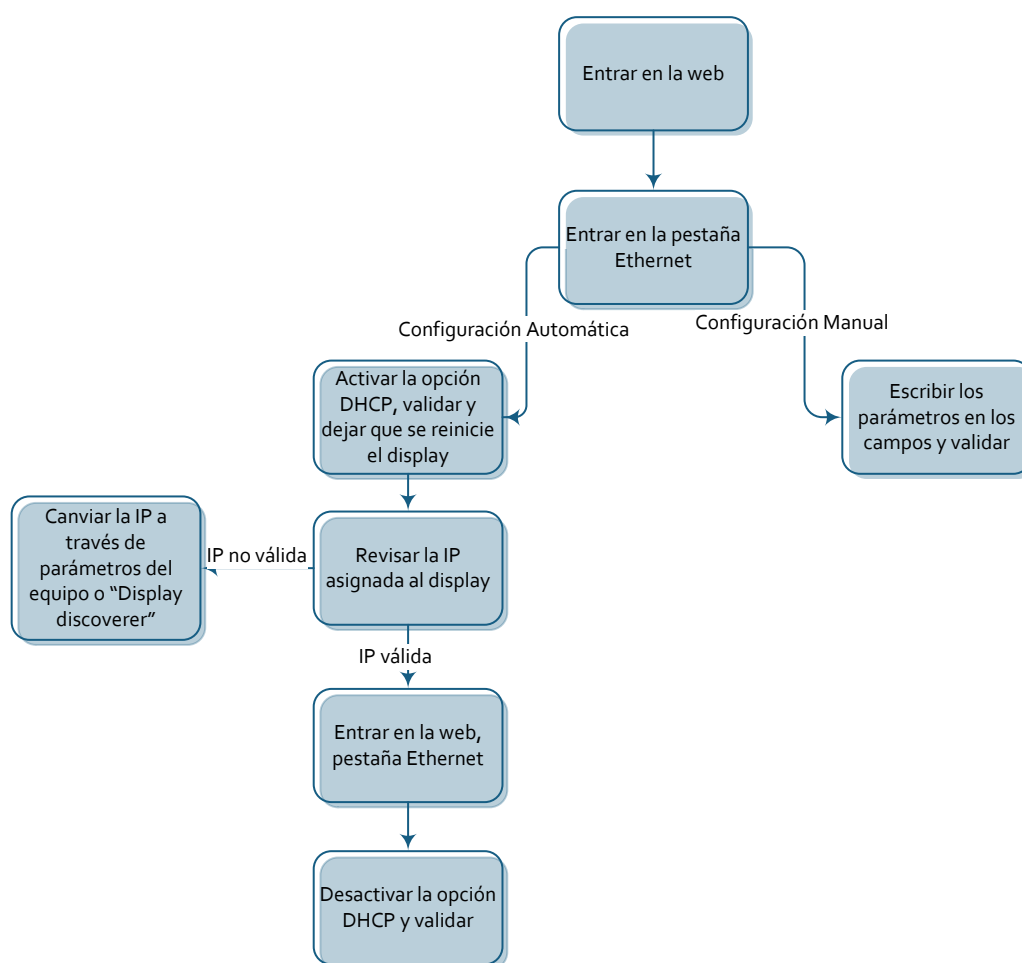 Entrar en la web
Entrar en la pestaña
Ethernet
Configuración Automática
Configuración Manual
Activar la opción
DHCP, validar y
dejar que se reinicie
el display
Escribir los
parámetros en los
campos y validar
Canviar la IP a
través de
parámetros del
equipo o “Display
discoverer”
IP no válida
Revisar la IP
asignada al display
IP válida
Entrar en la web,
pestaña Ethernet
Desactivar la opción
DHCP y validar